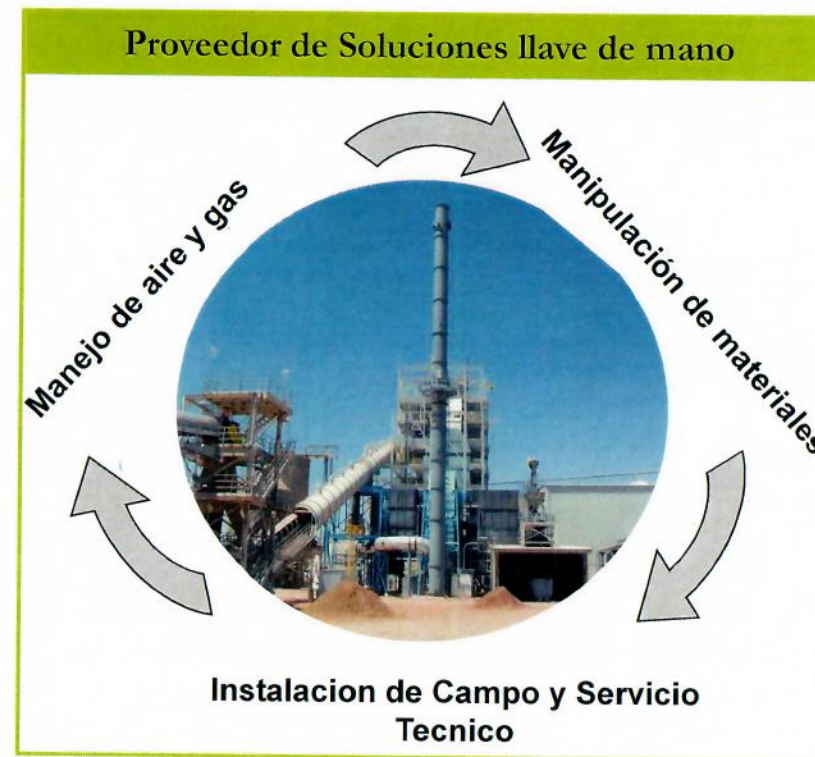 Proveedor de Soluciones llave de mano
Manejo de aire y gas
Manipulación de materiales
Instalacion de Campo y Servicio
Tecnico